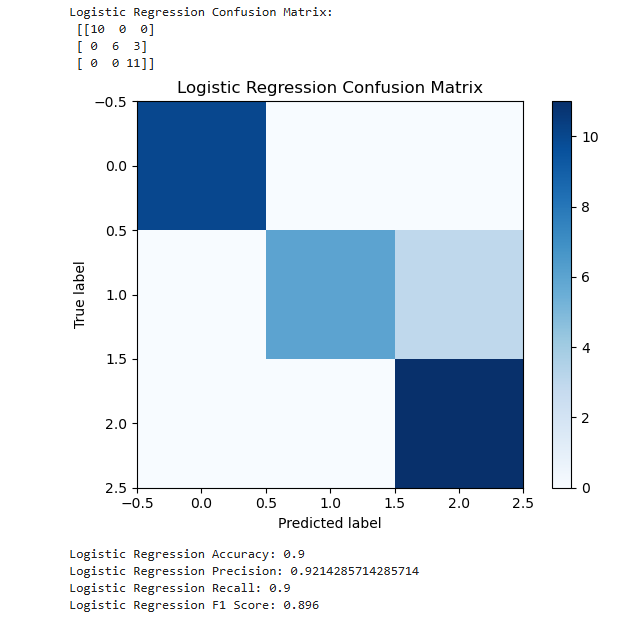 Logistic Regression Confusion Matrix:
[[10  0  0]
[ 0  6  3]
[ 0  0 11]]
Logistic Regression Confusion Matrix
−0.5
0.0
0.5
1.0
1.5
2.0
2.5
True label
−0.5
0.0
0.5
1.0
1.5
2.0
2.5
Predicted label
10
8
6
4
2
0
Logistic Regression Accuracy: 0.9
Logistic Regression Precision: 0.9214285714285714
Logistic Regression Recall: 0.9
Logistic Regression F1 Score: 0.896